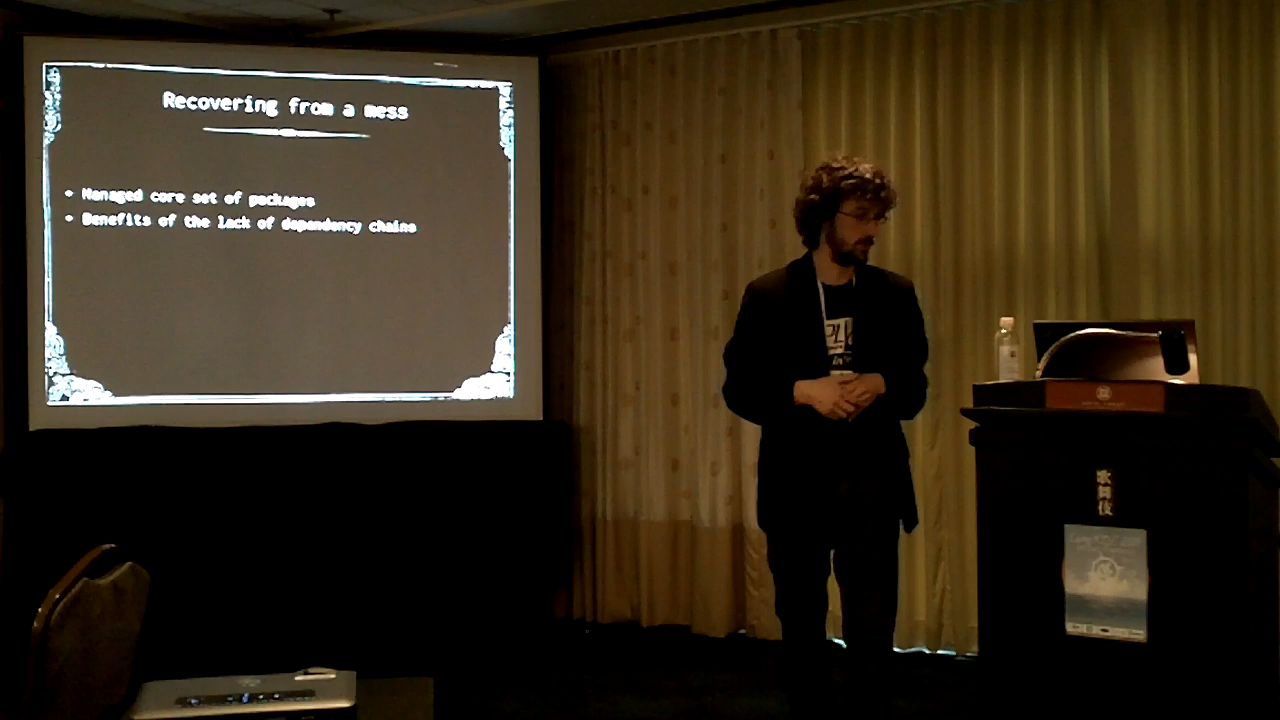 Recovering from a mess
• Managed core set of packages
• Benefits of the lack of dependency chains
歌舞伎